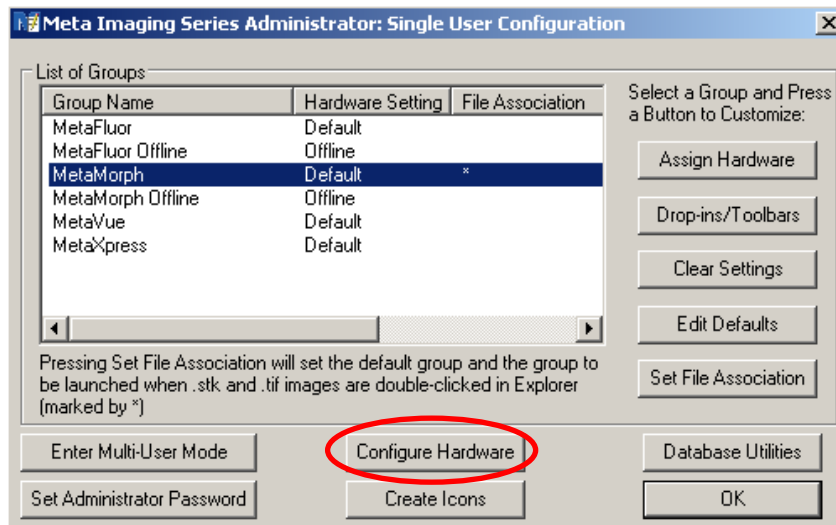 Meta Imaging Series Administrator: Single User Configuration
List of Groups
Group Name Hardware Setting File Association
MetaFluor Default
MetaFluor Offline Offline
MetaMorph Default *
MetaMorph Offline Offline
MetaVue Default
MetaXpress Default
Pressing Set File Association will set the default group and the group to
be launched when .stk and .tif images are double-clicked in Explorer
(marked by *)
Select a Group and Press
a Button to Customize:
Assign Hardware
Drop-ins/Toolbars
Clear Settings
Edit Defaults
Set File Association
Enter Multi-User Mode Configure Hardware Database Utilities
Set Administrator Password Create Icons OK